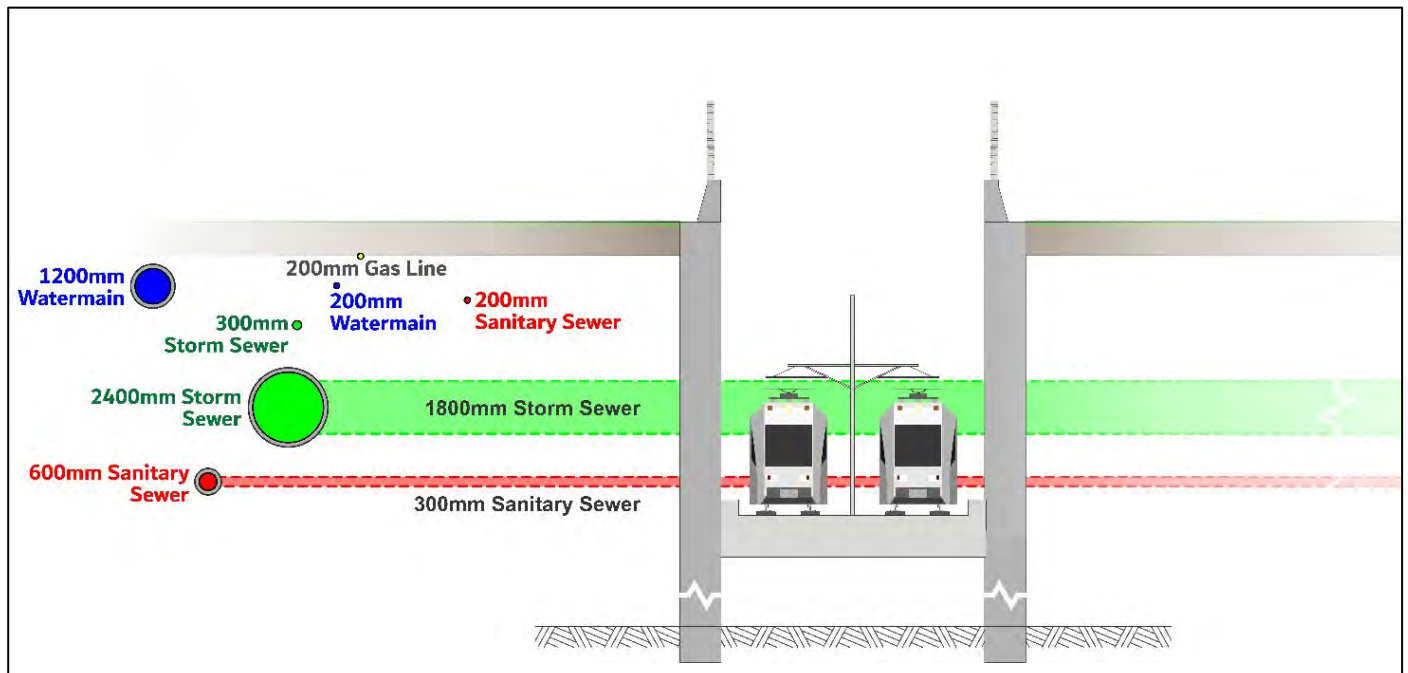 200mm Gas Line
1200mm
Watermain
200mm
Watermain
200mm
Sanitary Sewer
300mm
Storm Sewer
2400mm Storm
Sewer
1800mm Storm Sewer
600mm Sanitary
Sewer
300mm Sanitary Sewer